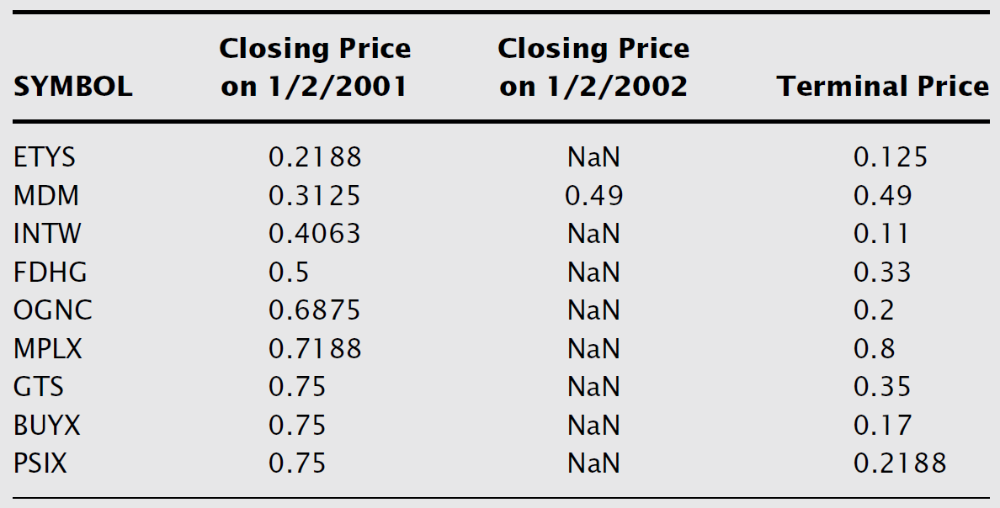 SYMBOL Closing Price on 1/2/2001 Closing Price on 1/2/2002 Terminal Price
ETYS 0.2188 NaN 0.125
MDM 0.3125 0.49 0.49
INTW 0.4063 NaN 0.11
FDHG 0.5 NaN 0.33
OGNC 0.6875 NaN 0.2
MPLX 0.7188 NaN 0.8
GTS 0.75 NaN 0.35
BUYX 0.75 NaN 0.17
PSIX 0.75 NaN 0.2188